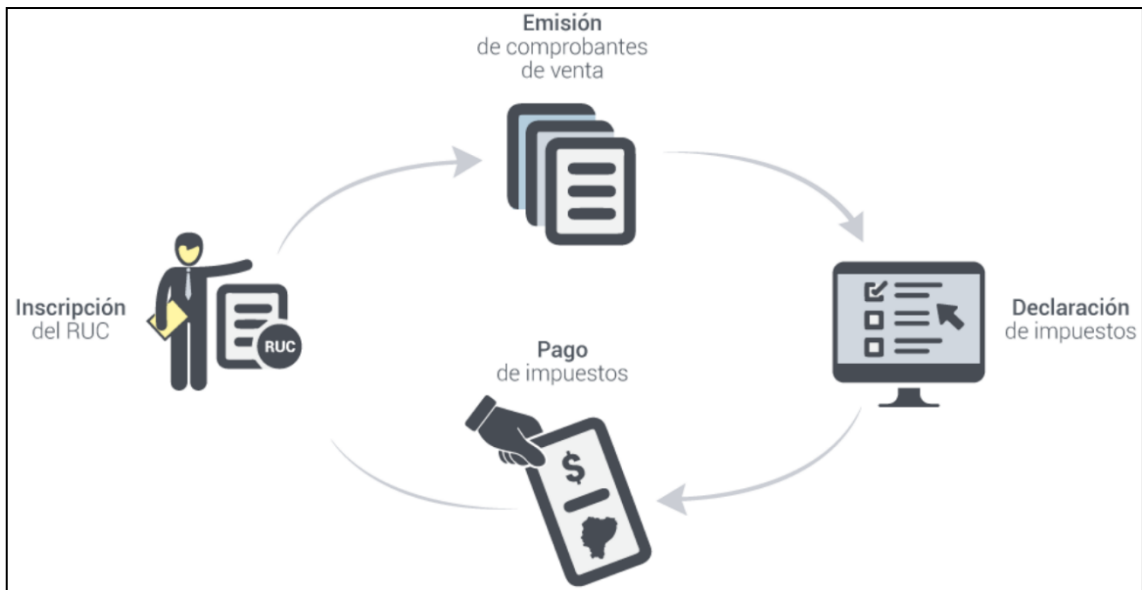 Emisión
de comprobantes
de venta
Inscripción
del RUC
RUC
Declaración
de impuestos
Pago
de impuestos
$